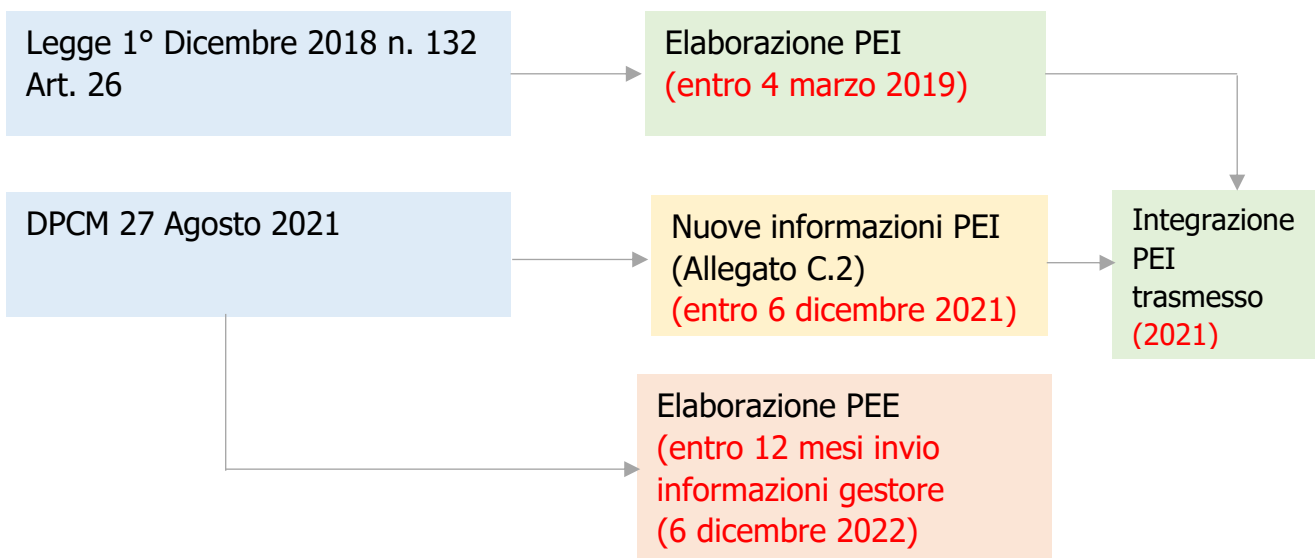 Legge 1° Dicembre 2018 n. 132
Art. 26
Elaborazione PEI
(entro 4 marzo 2019)
DPCM 27 Agosto 2021
Nuove informazioni PEI
(Allegato C.2)
(entro 6 dicembre 2021)
Integrazione
PEI
trasmesso
(2021)
Elaborazione PEE
(entro 12 mesi invio
informazioni gestore
(6 dicembre 2022)